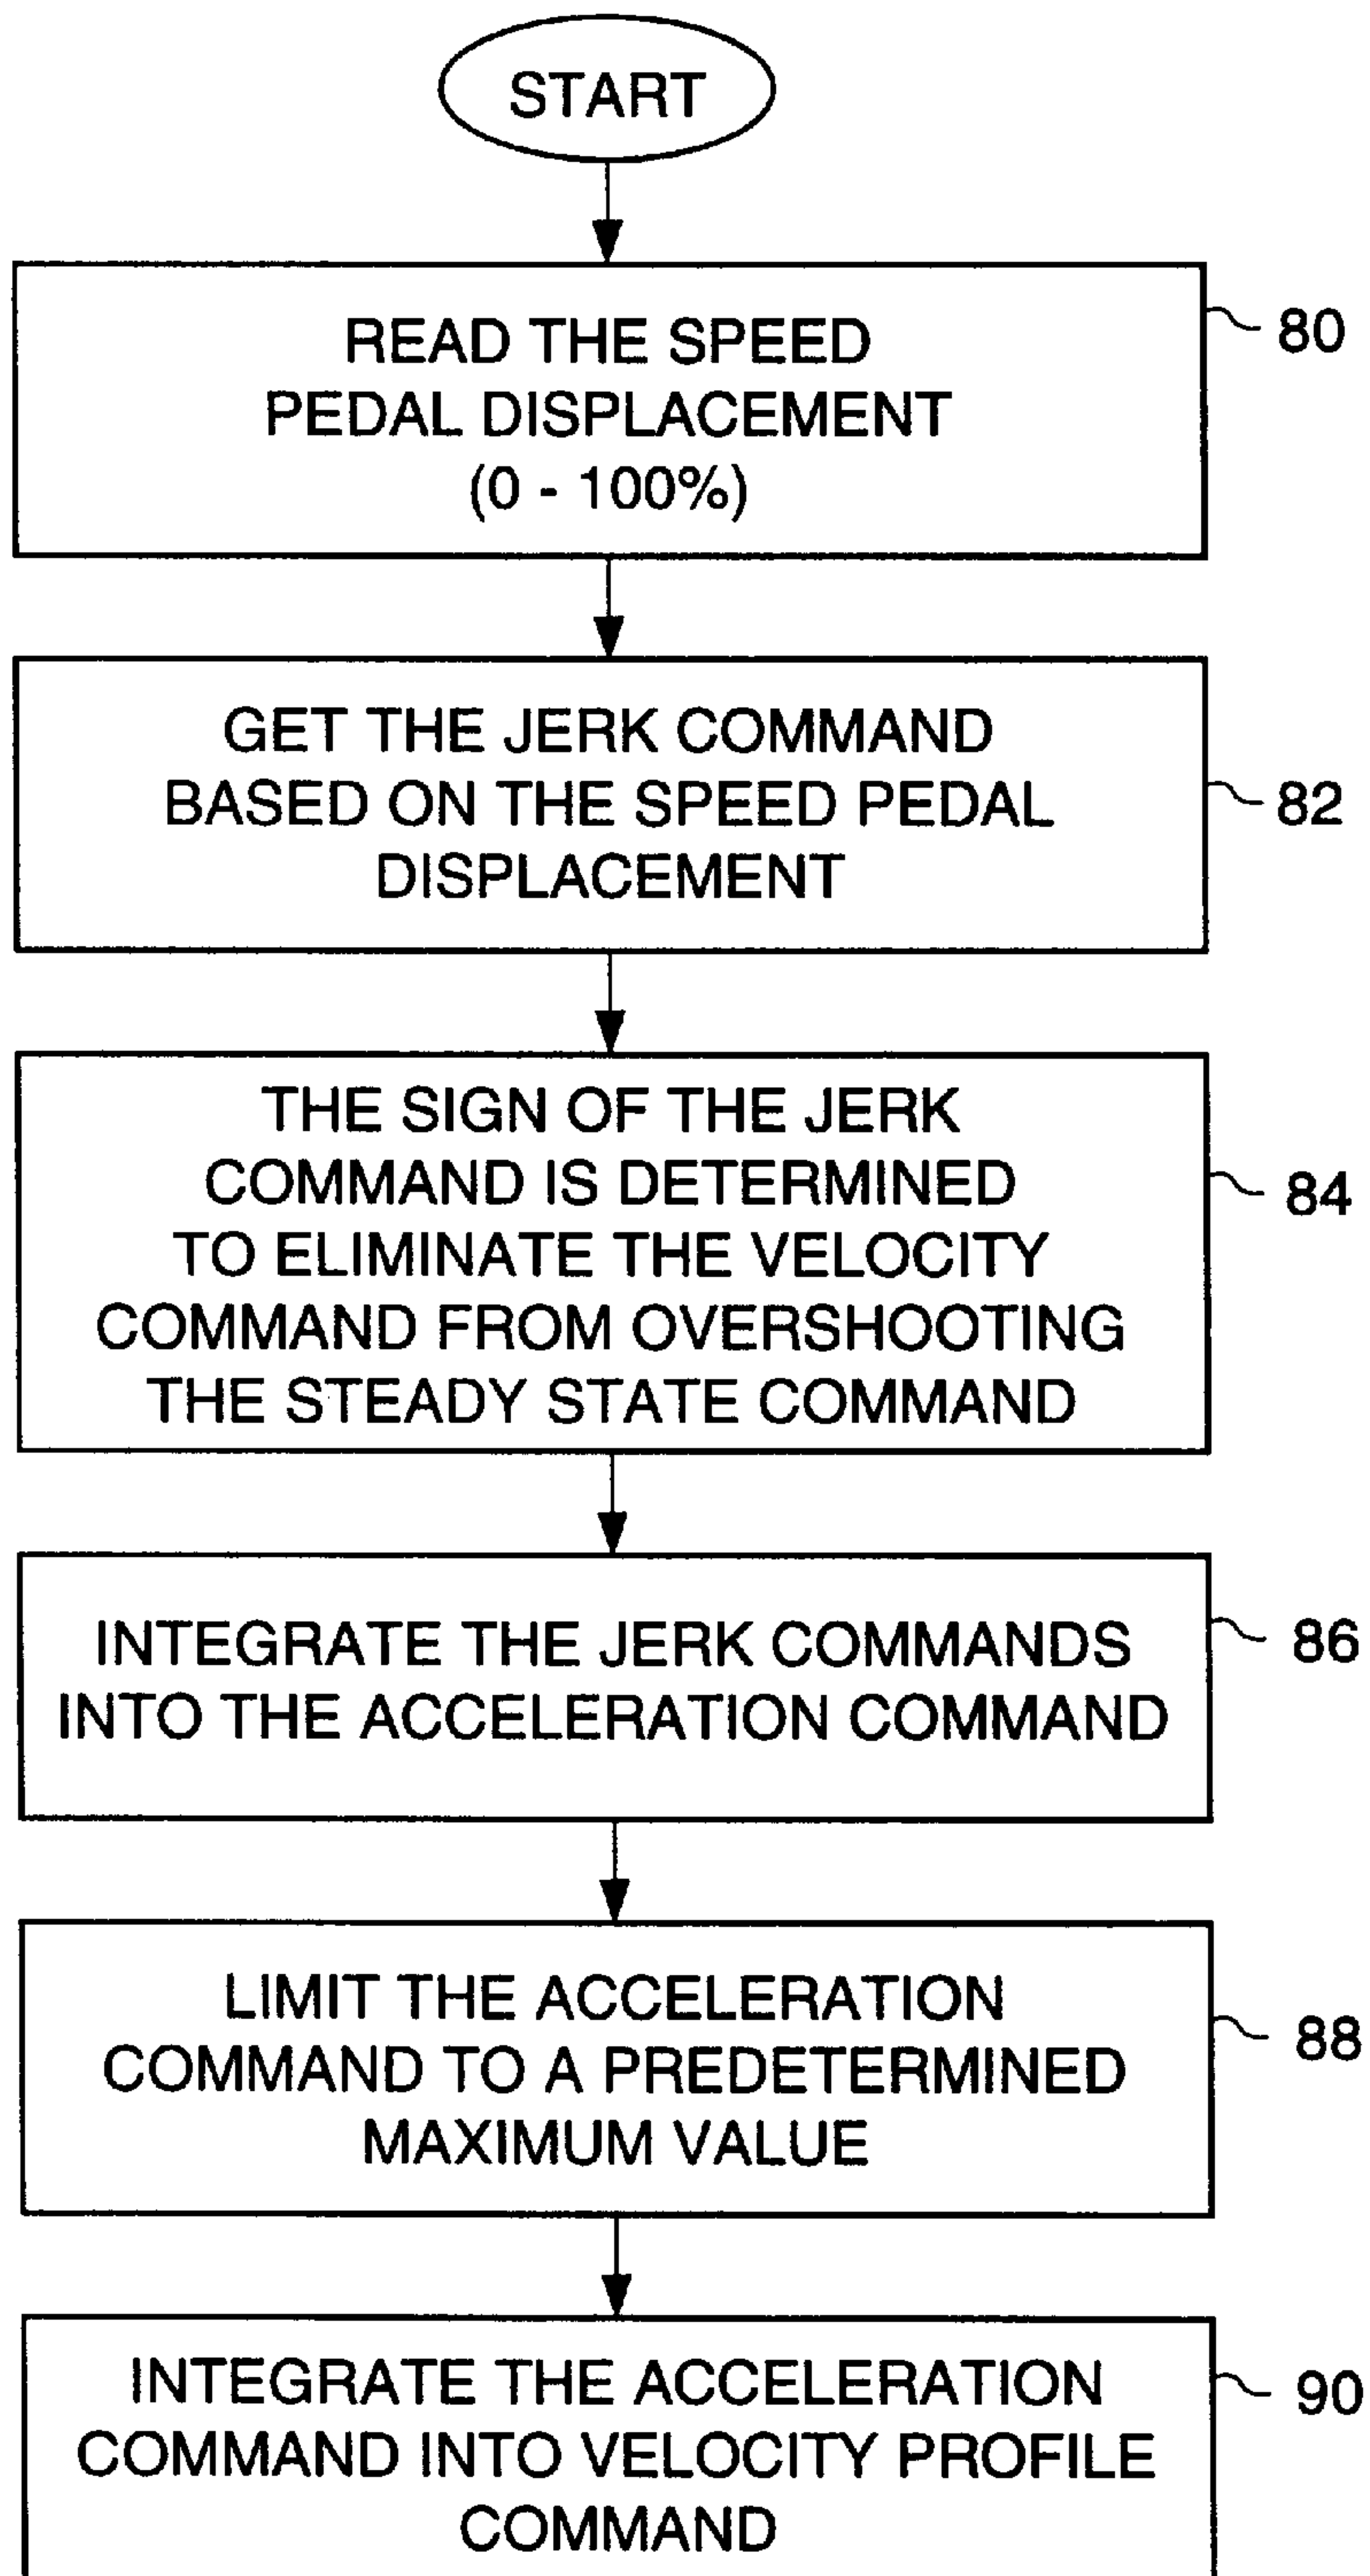 START
READ THE SPEED
PEDAL DISPLACEMENT
(0 - 100%)
80
GET THE JERK COMMAND
BASED ON THE SPEED PEDAL
DISPLACEMENT
82
THE SIGN OF THE JERK
COMMAND IS DETERMINED
TO ELIMINATE THE VELOCITY
COMMAND FROM OVERSHOOTING
THE STEADY STATE COMMAND
84
INTEGRATE THE JERK COMMANDS
INTO THE ACCELERATION COMMAND
86
LIMIT THE ACCELERATION
COMMAND TO A PREDETERMINED
MAXIMUM VALUE
88
INTEGRATE THE ACCELERATION
COMMAND INTO VELOCITY PROFILE
COMMAND
90